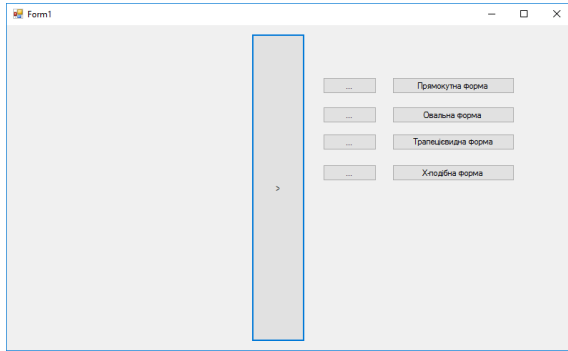 Form1
>
... Прямокутна форма
... Овальна форма
... Трапецієвидна форма
... Х-подібна форма